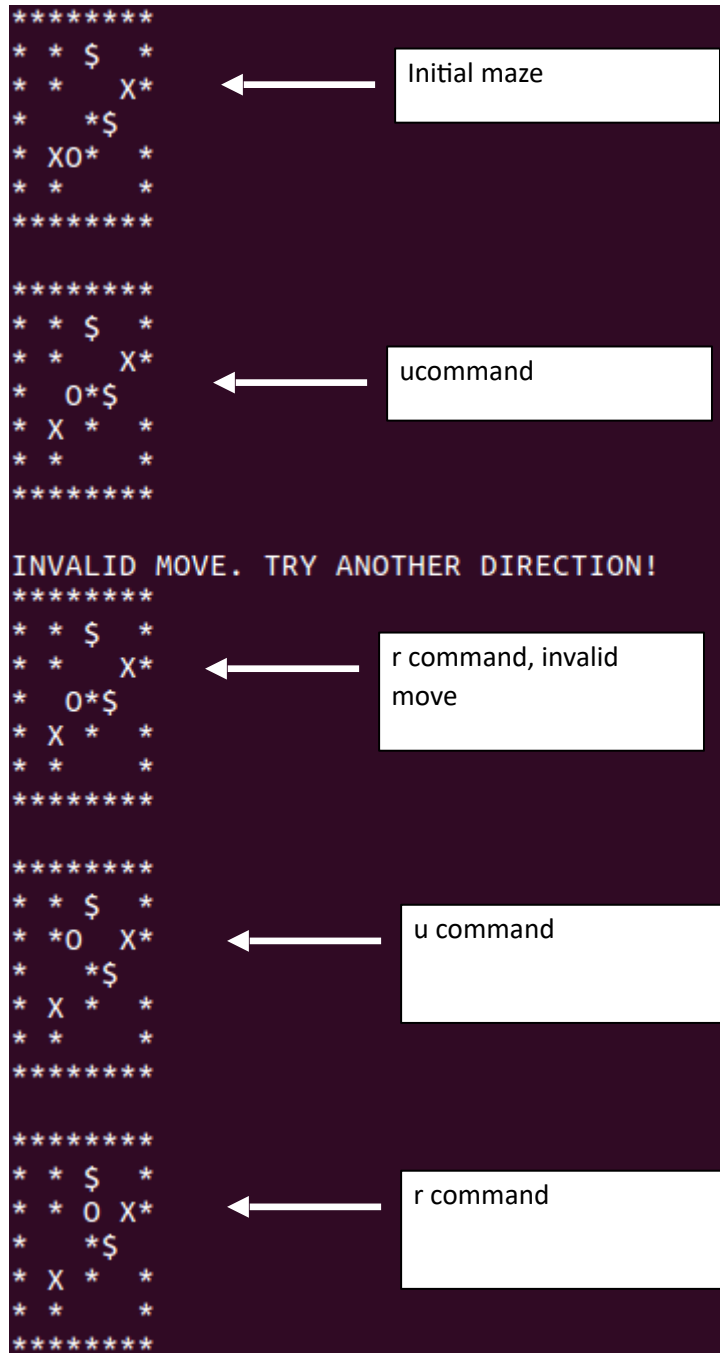 ********
* * $  *
* *   X*
*   *$
* XO*  *
* *    *
********
Initial maze
********
* * $  *
* *   X*
*  O*$
* X *  *
* *    *
********
ucommand
INVALID MOVE. TRY ANOTHER DIRECTION!
********
* * $  *
* *   X*
*  O*$
* X *  *
* *    *
********
r command, invalid
move
********
* * $  *
* *O  X*
*   *$
* X *  *
* *    *
********
u command
********
* * $  *
* * O X*
*   *$
* X *  *
* *    *
********
r command